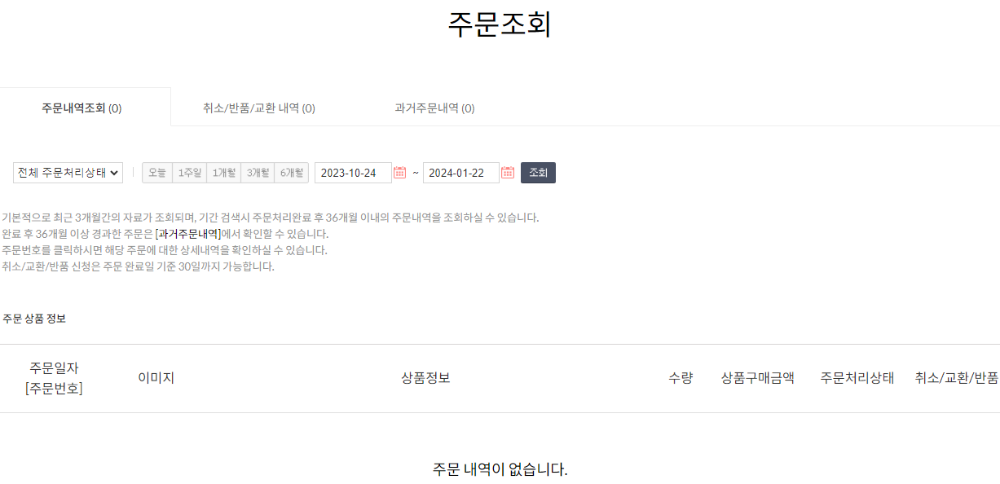 주문조회
주문내역조회 (0) 취소/반품/교환 내역 (0) 과거주문내역 (0)
전체 주문처리상태 오늘 1주일 1개월 3개월 6개월 2023-10-24 ~ 2024-01-22 조회
기본적으로 최근 3개월간의 자료가 조회되며, 기간 검색시 주문처리완료 후 36개월 이내의 주문내역을 조회하실 수 있습니다.
완료 후 36개월 이상 경과한 주문은 [과거주문내역]에서 확인할 수 있습니다.
주문번호를 클릭하시면 해당 주문에 대한 상세내역을 확인하실 수 있습니다.
취소/교환/반품 신청은 주문 완료일 기준 30일까지 가능합니다.
주문 상품 정보
주문일자
[주문번호] 이미지 상품정보 수량 상품구매금액 주문처리상태 취소/교환/반품
주문 내역이 없습니다.